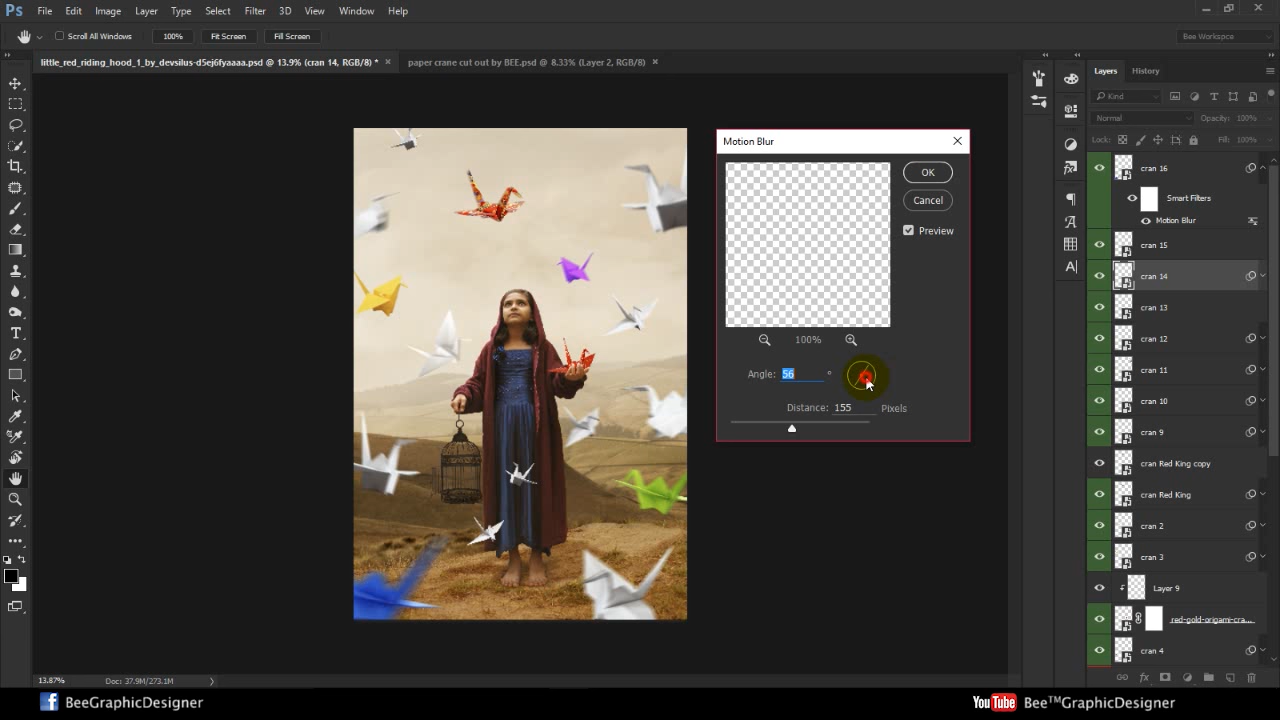 Ps File Edit Image Layer Type Select Filter 3D View Window Help
Scroll All Windows 100% Fit Screen Fill Screen Bee Workspce
little_red_riding_hood_1_by_devsilus-d5ej6fyaaaa.psd @ 13.9% (cran 14, RGB/8) * × paper crane cut out by BEE.psd @ 8.33% (Layer 2, RGB/8) ×
Layers History
Kind
Normal Opacity: 100%
Lock: Fill: 100%
Motion Blur
OK
Cancel
Preview
100%
Angle: 56 °
Distance: 155 Pixels
cran 16
Smart Filters
Motion Blur
cran 15
cran 14
cran 13
cran 12
cran 11
cran 10
cran 9
cran Red King copy
cran Red King
cran 2
cran 3
Layer 9
red-gold-origami-cra...
cran 4
13.87% Doc: 37.9M/273.1M
BeeGraphicDesigner
YouTube Bee™GraphicDesigner